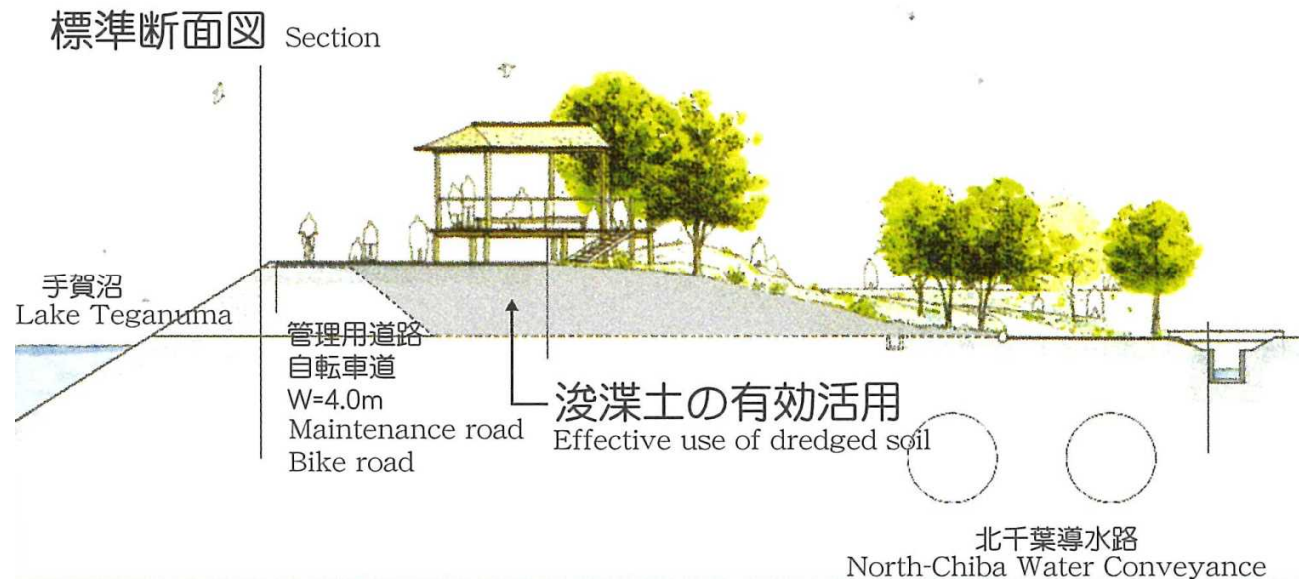 標準断面図 Section
手賀沼
Lake Teganuma
管理用道路
自転車道
W=4.0m
Maintenance road
Bike road
浚渫土の有効活用
Effective use of dredged soil
北千葉導水路
North-Chiba Water Conveyance